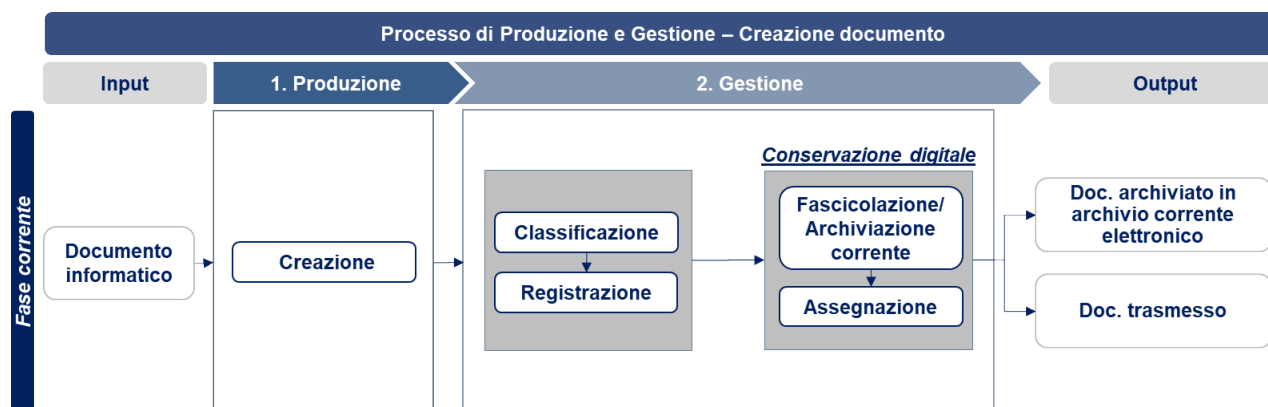 Processo di Produzione e Gestione – Creazione documento
Input
1. Produzione
2. Gestione
Output
Fase corrente
Documento
informatico
Creazione
Classificazione
Registrazione
Conservazione digitale
Fascicolazione/
Archiviazione
corrente
Assegnazione
Doc. archiviato in
archivio corrente
elettronico
Doc. trasmesso